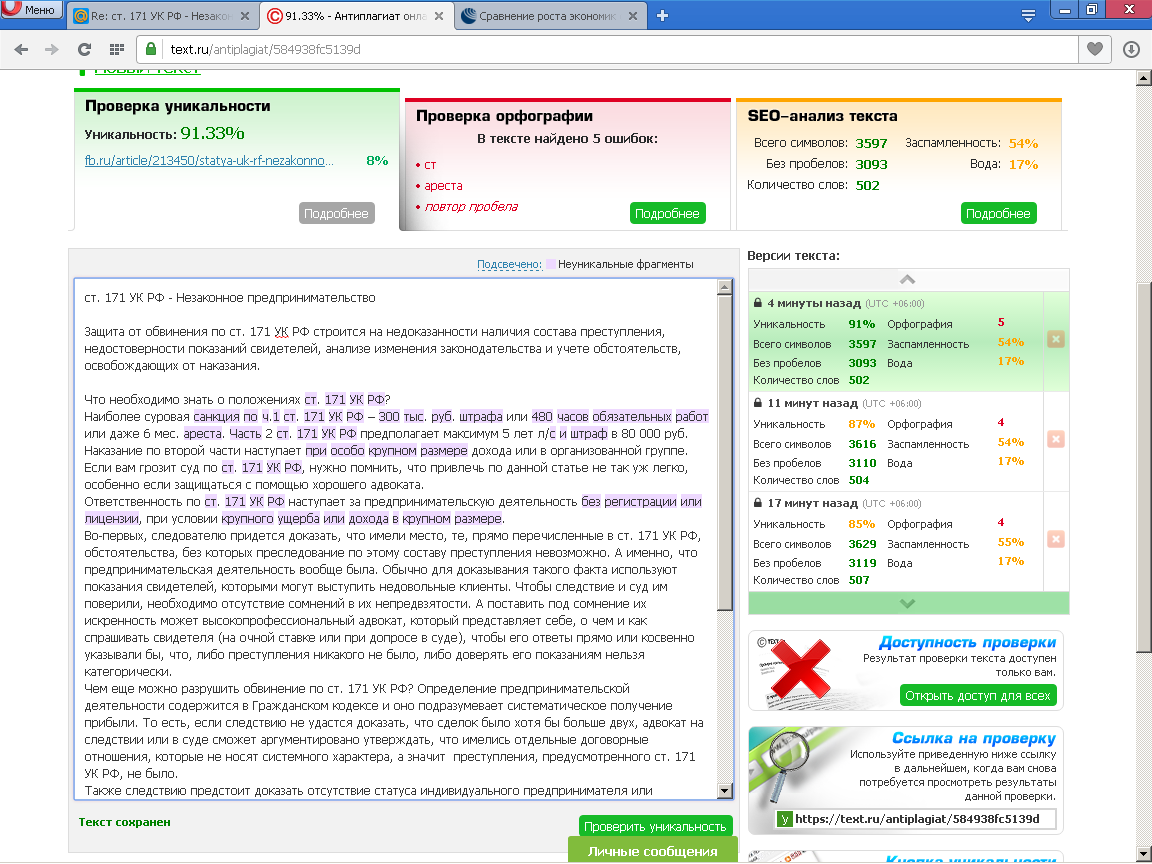 Меню
Re: ст. 171 УК РФ - Незакон
91.33% - Антиплагиат онла
Сравнение роста экономик
text.ru/antiplagiat/584938fc5139d
Новый текст
Проверка уникальности
Уникальность: 91.33%
fb.ru/article/213450/statya-uk-rf-nezakonno... 8%
Подробнее
Проверка орфографии
В тексте найдено 5 ошибок:
• ст
• ареста
• повтор пробела
Подробнее
SEO-анализ текста
Всего символов: 3597 Заспамленность: 54%
Без пробелов: 3093 Вода: 17%
Количество слов: 502
Подробнее
Подсвечено: Неуникальные фрагменты
ст. 171 УК РФ - Незаконное предпринимательство
Защита от обвинения по ст. 171 УК РФ строится на недоказанности наличия состава преступления,
недостоверности показаний свидетелей, анализе изменения законодательства и учете обстоятельств,
освобождающих от наказания.
Что необходимо знать о положениях ст. 171 УК РФ?
Наиболее суровая санкция по ч.1 ст. 171 УК РФ – 300 тыс. руб. штрафа или 480 часов обязательных работ
или даже 6 мес. ареста. Часть 2 ст. 171 УК РФ предполагает максимум 5 лет л/с и штраф в 80 000 руб.
Наказание по второй части наступает при особо крупном размере дохода или в организованной группе.
Если вам грозит суд по ст. 171 УК РФ, нужно помнить, что привлечь по данной статье не так уж легко,
особенно если защищаться с помощью хорошего адвоката.
Ответственность по ст. 171 УК РФ наступает за предпринимательскую деятельность без регистрации или
лицензии, при условии крупного ущерба или дохода в крупном размере.
Во-первых, следователю придется доказать, что имели место, те, прямо перечисленные в ст. 171 УК РФ,
обстоятельства, без которых преследование по этому составу преступления невозможно. А именно, что
предпринимательская деятельность вообще была. Обычно для доказывания такого факта используют
показания свидетелей, которыми могут выступить недовольные клиенты. Чтобы следствие и суд им
поверили, необходимо отсутствие сомнений в их непредвзятости. А поставить под сомнение их
искренность может высокопрофессиональный адвокат, который представляет себе, о чем и как
спрашивать свидетеля (на очной ставке или при допросе в суде), чтобы его ответы прямо или косвенно
указывали бы, что, либо преступления никакого не было, либо доверять его показаниям нельзя
категорически.
Чем еще можно разрушить обвинение по ст. 171 УК РФ? Определение предпринимательской
деятельности содержится в Гражданском кодексе и оно подразумевает систематическое получение
прибыли. То есть, если следствию не удастся доказать, что сделок было хотя бы больше двух, адвокат на
следствии или в суде сможет аргументировано утверждать, что имелись отдельные договорные
отношения, которые не носят системного характера, а значит  преступления, предусмотренного ст. 171
УК РФ, не было.
Также следствию предстоит доказать отсутствие статуса индивидуального предпринимателя или
Текст сохранен
Проверить уникальность
Личные сообщения
Версии текста:
4 минуты назад (UTC +06:00)
Уникальность 91% Орфография 5
Всего символов 3597 Заспамленность 54%
Без пробелов 3093 Вода 17%
Количество слов 502
11 минут назад (UTC +06:00)
Уникальность 87% Орфография 4
Всего символов 3616 Заспамленность 54%
Без пробелов 3110 Вода 17%
Количество слов 504
17 минут назад (UTC +06:00)
Уникальность 85% Орфография 4
Всего символов 3629 Заспамленность 55%
Без пробелов 3119 Вода 17%
Количество слов 507
Доступность проверки
Результат проверки текста доступен
только вам.
Открыть доступ для всех
Ссылка на проверку
Используйте приведенную ниже ссылку
в дальнейшем, когда вам снова
потребуется просмотреть результаты
данной проверки.
https://text.ru/antiplagiat/584938fc5139d
Кнопка уникальности